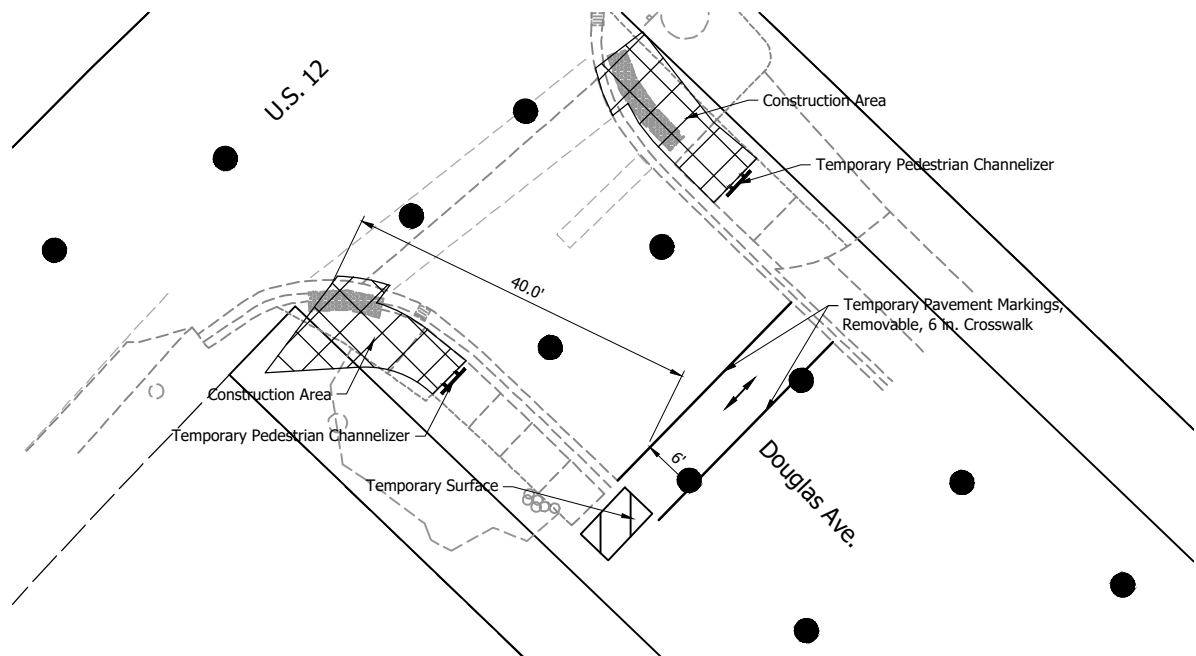 U.S. 12
Construction Area
Temporary Pedestrian Channelizer
40.0'
Temporary Pavement Markings,
Removable, 6 in. Crosswalk
Construction Area
Temporary Pedestrian Channelizer
6'
Temporary Surface
Douglas Ave.